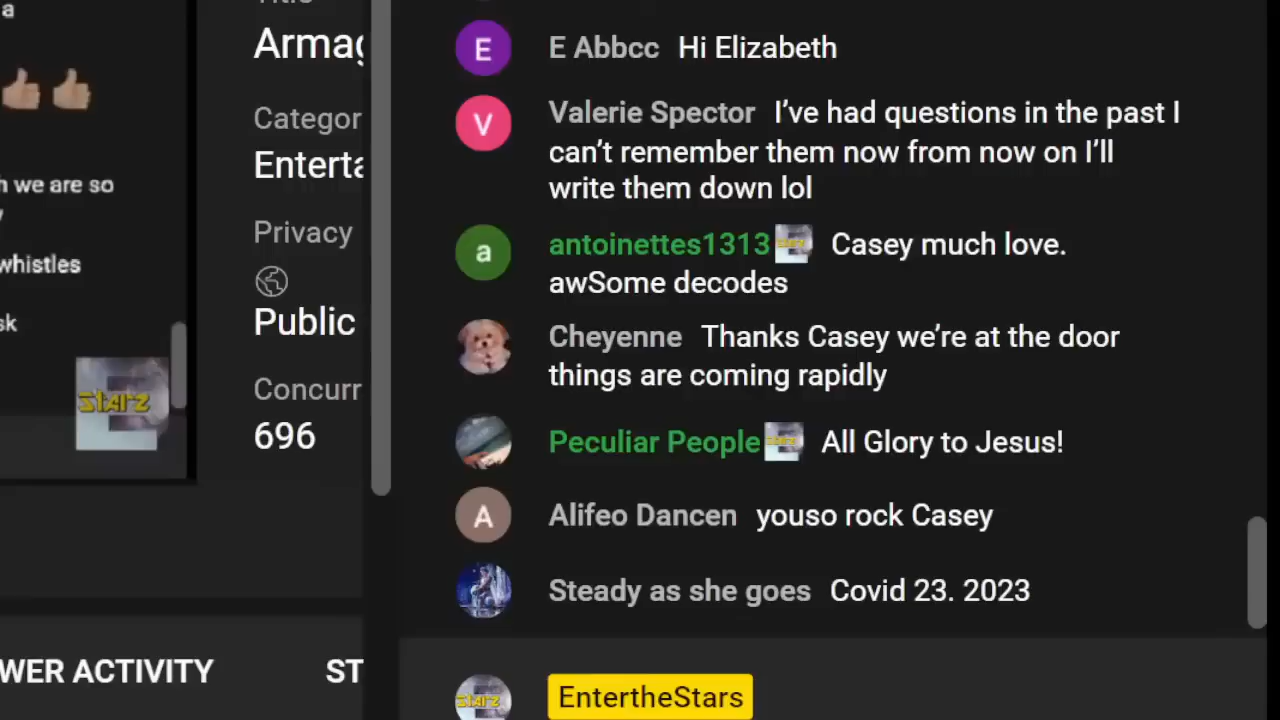 a
h we are so
whistles
sk
STARZ
Armag
Categor
Enterta
Privacy
Public
Concurr
696
WER ACTIVITY
ST
E
E Abbcc Hi Elizabeth
V
Valerie Spector I’ve had questions in the past I
can’t remember them now from now on I’ll
write them down lol
a
antoinettes1313 Casey much love.
awSome decodes
Cheyenne Thanks Casey we’re at the door
things are coming rapidly
Peculiar People All Glory to Jesus!
A
Alifeo Dancen youso rock Casey
Steady as she goes Covid 23. 2023
STARZ
EntertheStars